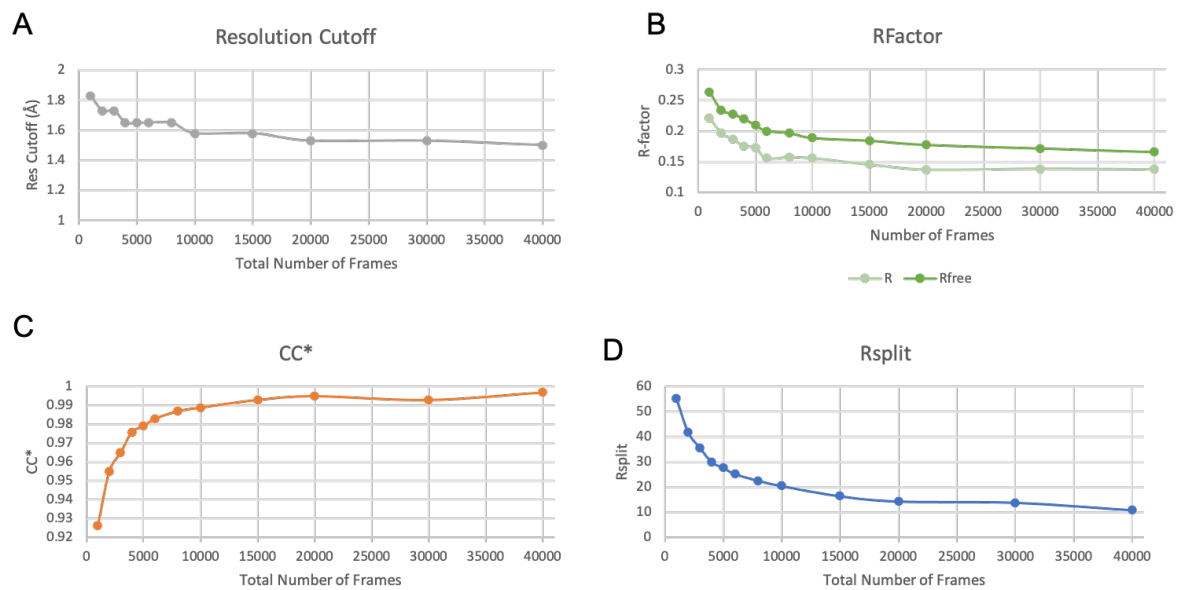 A
Resolution Cutoff
Res Cutoff (Å)
2
1.8
1.6
1.4
1.2
1
0 5000 10000 15000 20000 25000 30000 35000 40000
Total Number of Frames
B
RFactor
R-factor
0.3
0.25
0.2
0.15
0.1
0 5000 10000 15000 20000 25000 30000 35000 40000
Number of Frames
R Rfree
C
CC*
CC*
1
0.99
0.98
0.97
0.96
0.95
0.94
0.93
0.92
0 5000 10000 15000 20000 25000 30000 35000 40000
Total Number of Frames
D
Rsplit
Rsplit
60
50
40
30
20
10
0
0 5000 10000 15000 20000 25000 30000 35000 40000
Total Number of Frames